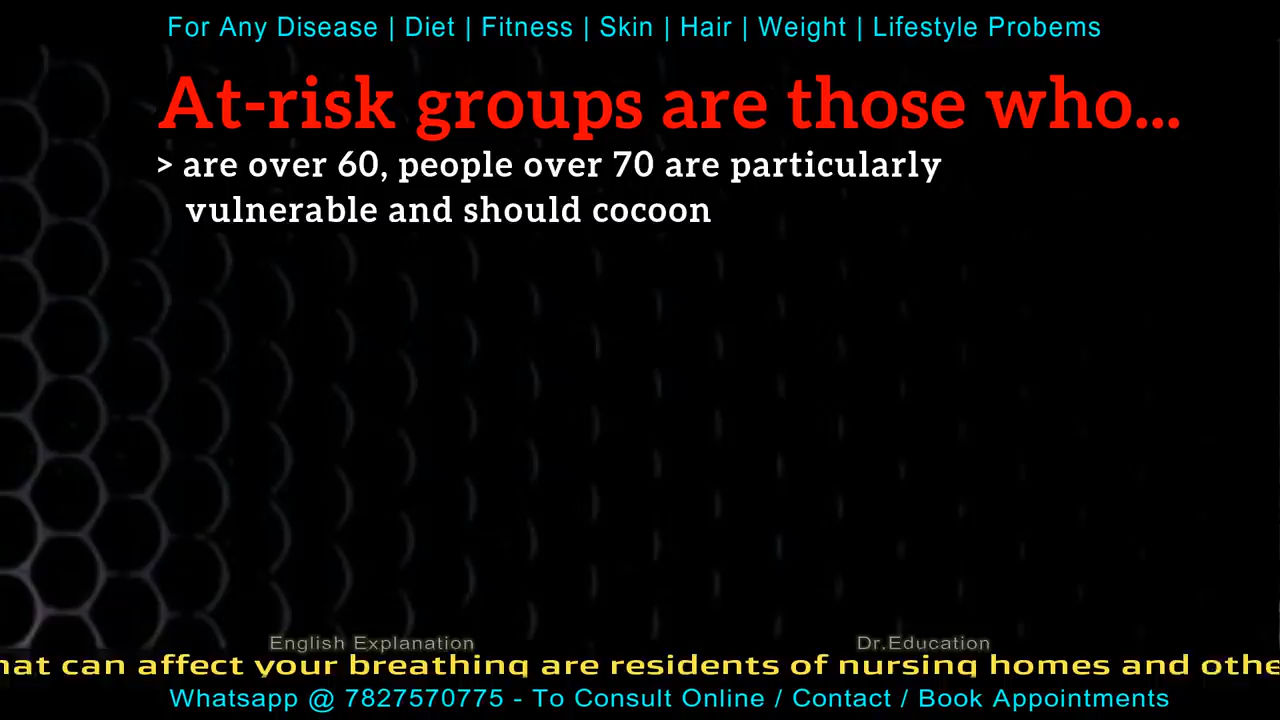 For Any Disease | Diet | Fitness | Skin | Hair | Weight | Lifestyle Probems
At-risk groups are those who...
> are over 60, people over 70 are particularly
vulnerable and should cocoon
English Explanation
Dr.Education
can affect your breathing are residents of nursing homes and
Whatsapp @ 7827570775 - To Consult Online / Contact / Book Appointments